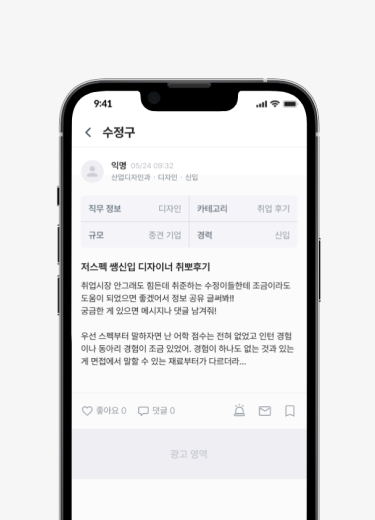 9:41
수정구
익명 05/24 09:32
산업디자인과 · 디자인 · 신입
직무 정보 디자인 카테고리 취업 후기
규모 중견 기업 경력 신입
저스펙 쌩신입 디자이너 취뽀후기
취업시장 안그래도 힘든데 취준하는 수정이들한테 조금이라도
도움이 되었으면 좋겠어서 정보 공유 글써봐!!
궁금한 게 있으면 메시지나 댓글 남겨줘!
우선 스펙부터 말하자면 난 어학 점수는 전혀 없었고 인턴 경험
이나 동아리 경험이 조금 있었어. 경험이 하나도 없는 것과 있는
게 면접에서 말할 수 있는 재료부터가 다르더라...
좋아요 0 댓글 0
광고 영역